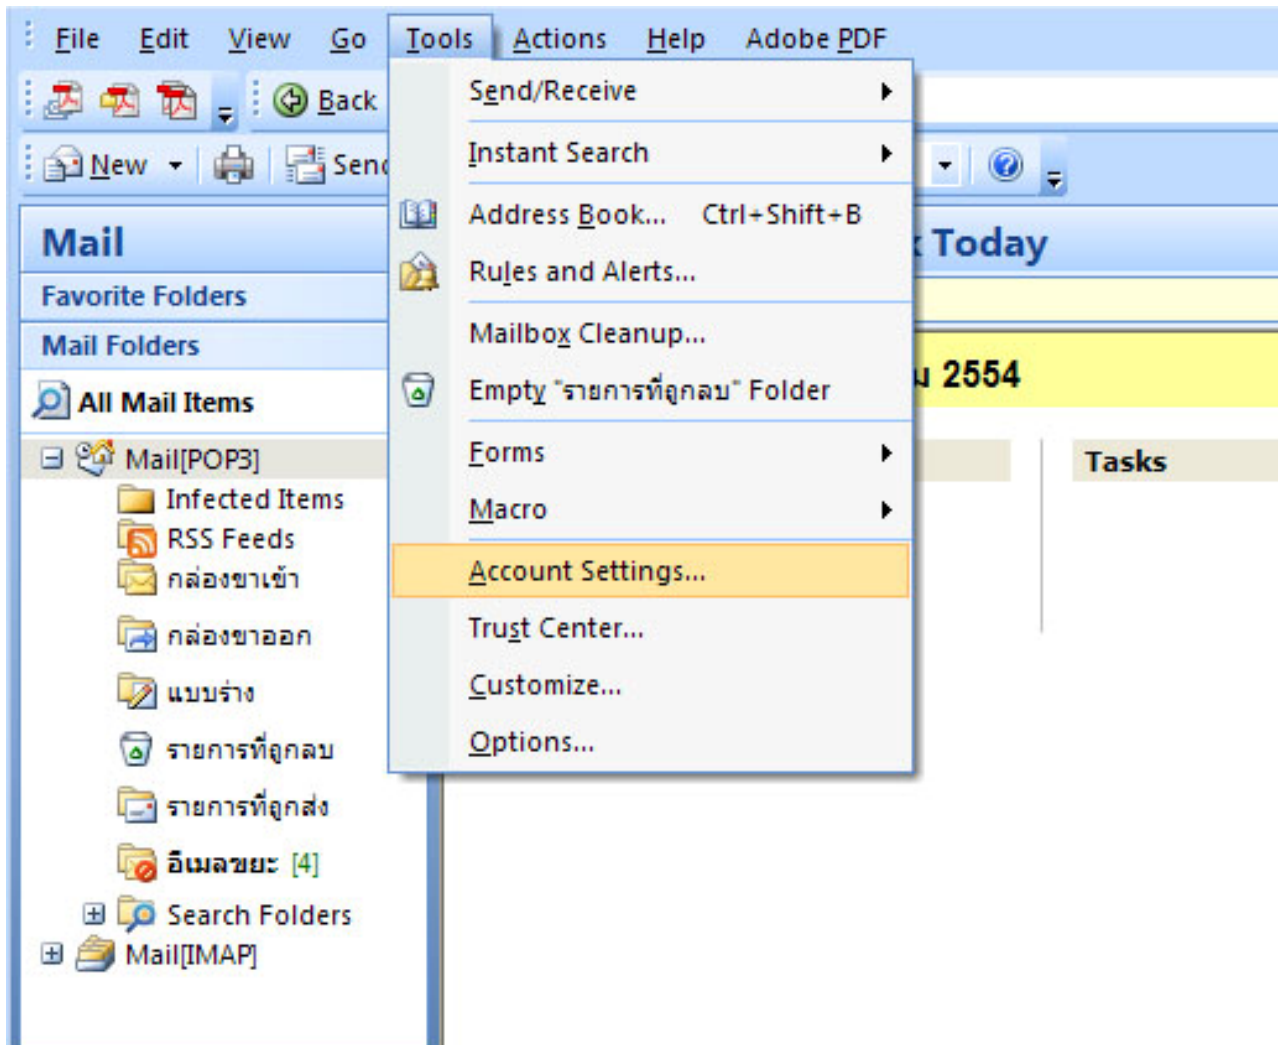 File Edit View Go Tools Actions Help Adobe PDF
Back
New
Send/Receive
Instant Search
Address Book... Ctrl+Shift+B
Rules and Alerts...
Mailbox Cleanup...
Empty "รายการที่ถูกลบ" Folder
Forms
Macro
Account Settings...
Trust Center...
Customize...
Options...
Mail
Favorite Folders
Mail Folders
All Mail Items
Mail[POP3]
Infected Items
RSS Feeds
กล่องขาเข้า
กล่องขาออก
แบบร่าง
รายการที่ถูกลบ
รายการที่ถูกส่ง
อีเมลขยะ [4]
Search Folders
Mail[IMAP]
Today
2554
Tasks